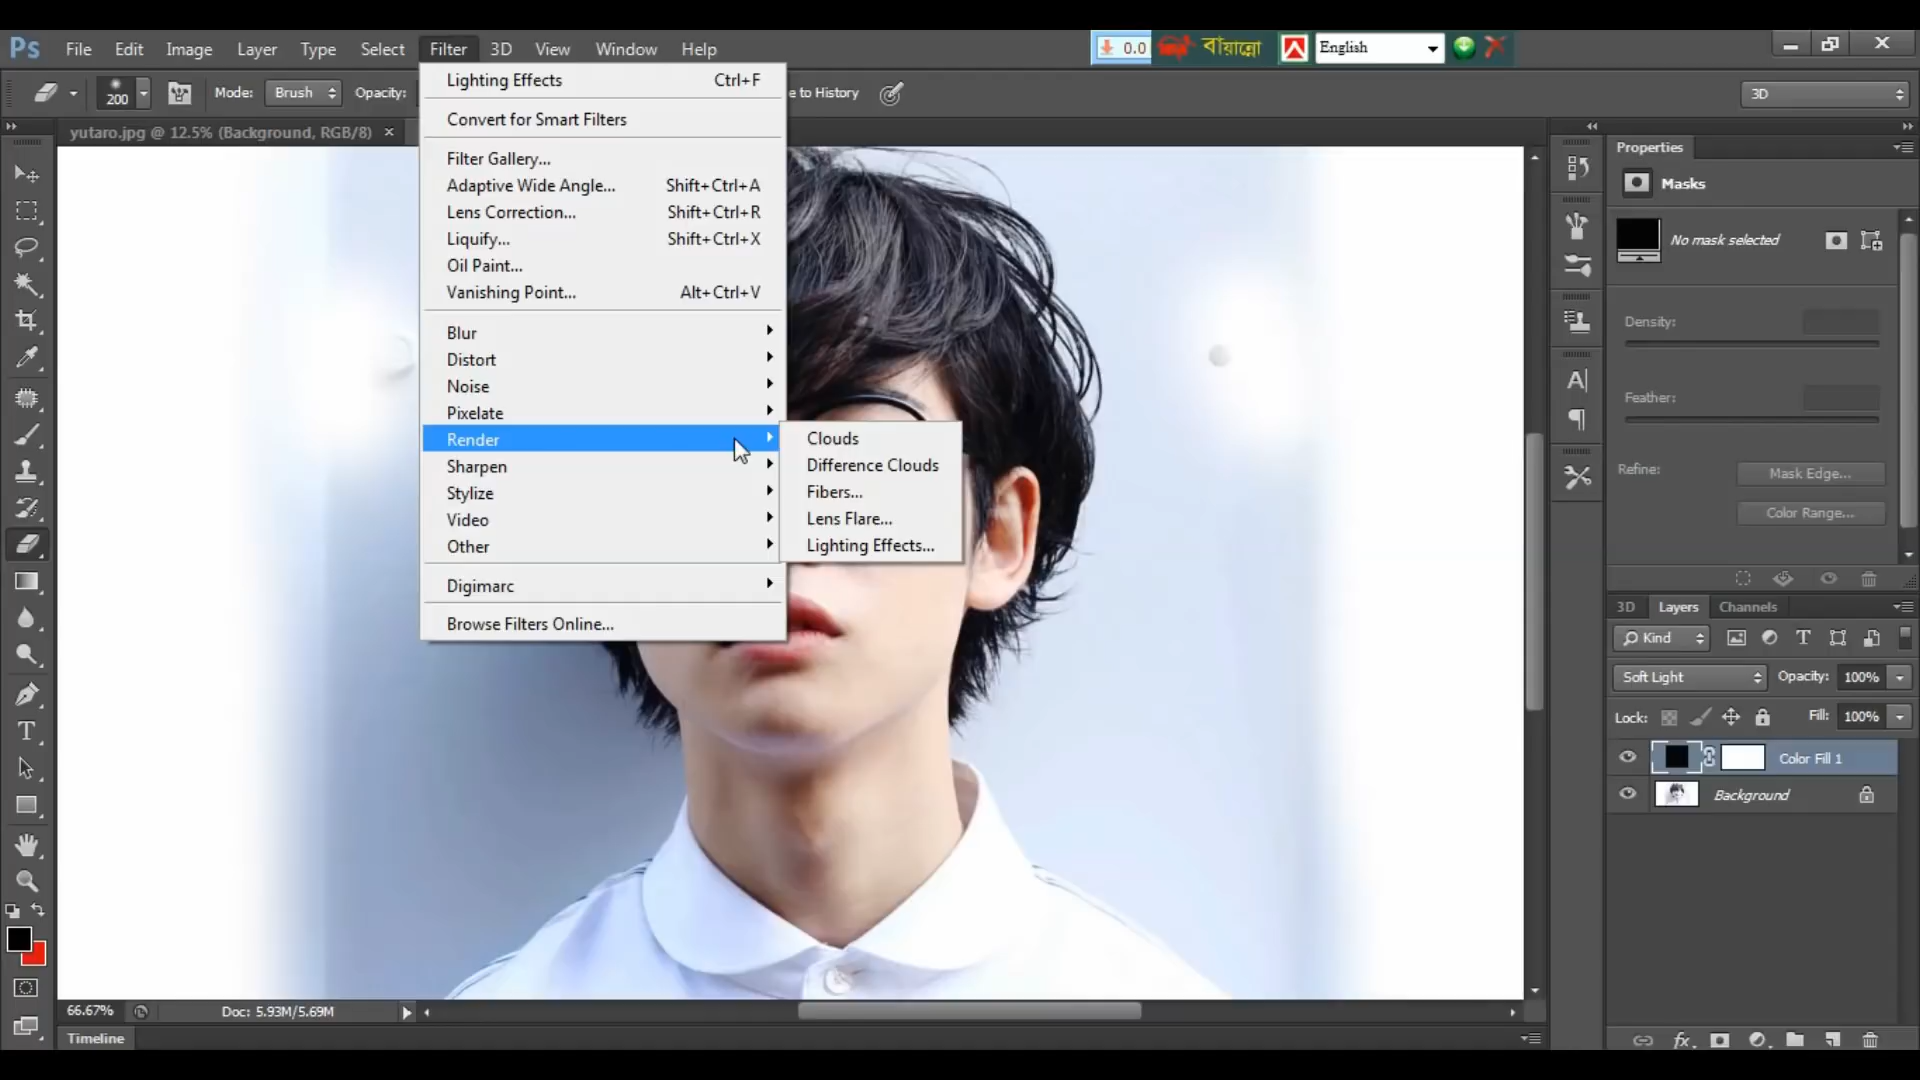 Ps File Edit Image Layer Type Select Filter 3D View Window Help
0.0 বাঁয়ান্নো English
200 Mode: Brush Opacity: e to History 3D
yutaro.jpg @ 12.5% (Background, RGB/8)
Lighting Effects Ctrl+F
Convert for Smart Filters
Filter Gallery...
Adaptive Wide Angle... Shift+Ctrl+A
Lens Correction... Shift+Ctrl+R
Liquify... Shift+Ctrl+X
Oil Paint...
Vanishing Point... Alt+Ctrl+V
Blur
Distort
Noise
Pixelate
Render
Sharpen
Stylize
Video
Other
Digimarc
Browse Filters Online...
Clouds
Difference Clouds
Fibers...
Lens Flare...
Lighting Effects...
Properties
Masks
No mask selected
Density:
Feather:
Refine: Mask Edge...
Color Range...
3D Layers Channels
Kind
Soft Light Opacity: 100%
Lock: Fill: 100%
Color Fill 1
Background
66.67% Doc: 5.93M/5.69M
Timeline